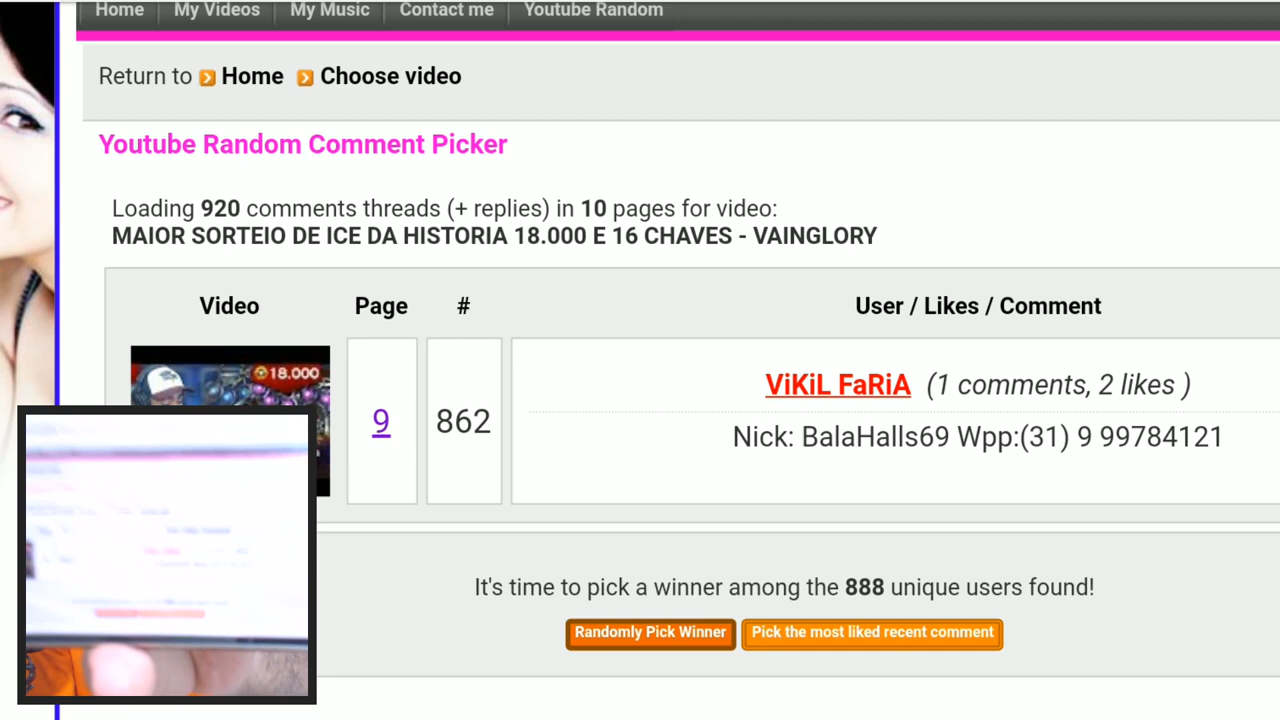 Home My Videos My Music Contact me Youtube Random
Return to Home Choose video
Youtube Random Comment Picker
Loading 920 comments threads (+ replies) in 10 pages for video:
MAIOR SORTEIO DE ICE DA HISTORIA 18.000 E 16 CHAVES - VAINGLORY
Video Page # User / Likes / Comment
18.000
ViKiL FaRiA (1 comments, 2 likes )
9 862
Nick: BalaHalls69 Wpp:(31) 9 99784121
It's time to pick a winner among the 888 unique users found!
Randomly Pick Winner Pick the most liked recent comment